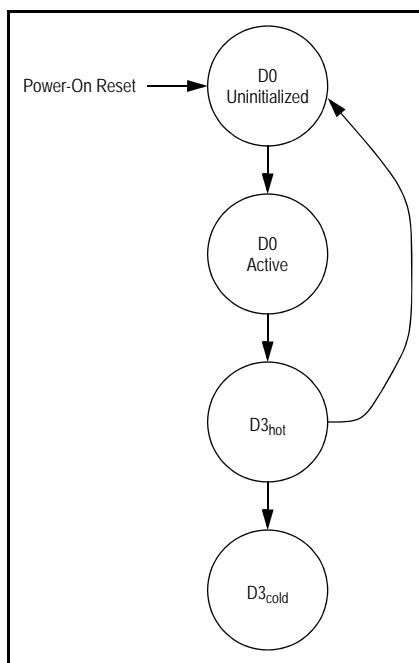 Power-On Reset
D0
Uninitialized
D0
Active
D3hot
D3cold